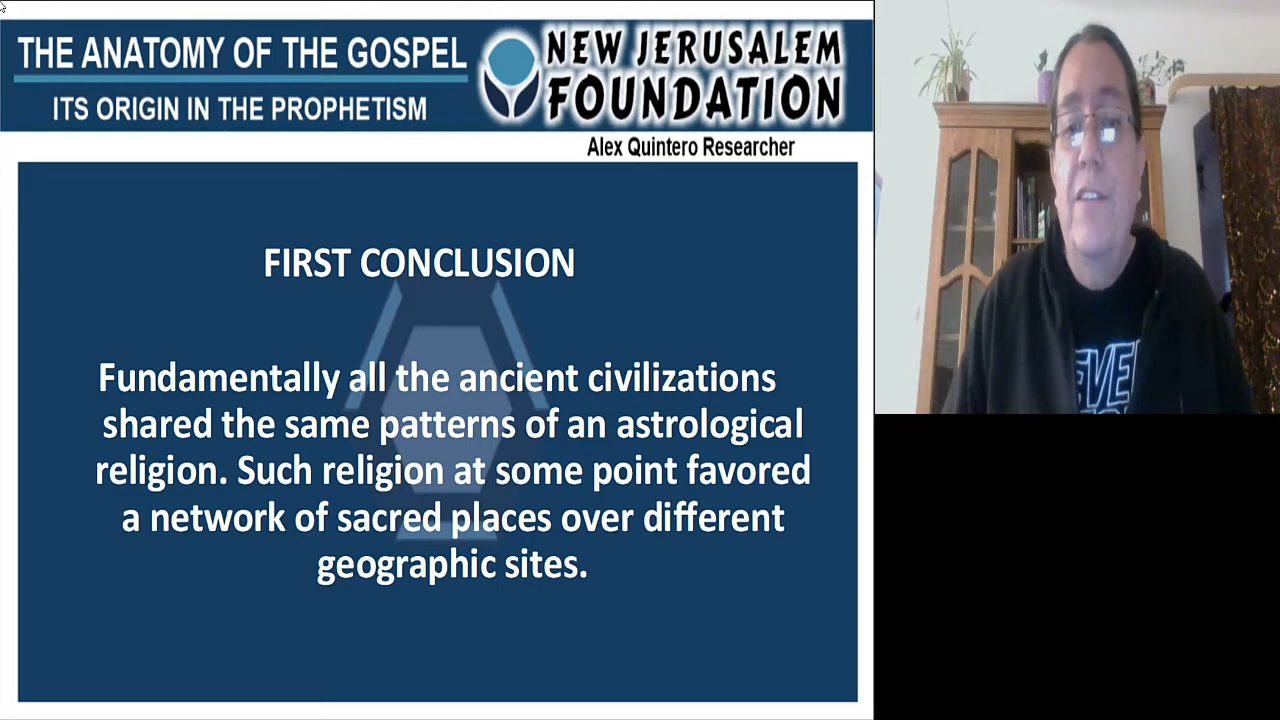 THE ANATOMY OF THE GOSPEL
ITS ORIGIN IN THE PROPHETISM
NEW JERUSALEM
FOUNDATION
Alex Quintero Researcher
FIRST CONCLUSION
Fundamentally all the ancient civilizations
shared the same patterns of an astrological
religion. Such religion at some point favored
a network of sacred places over different
geographic sites.